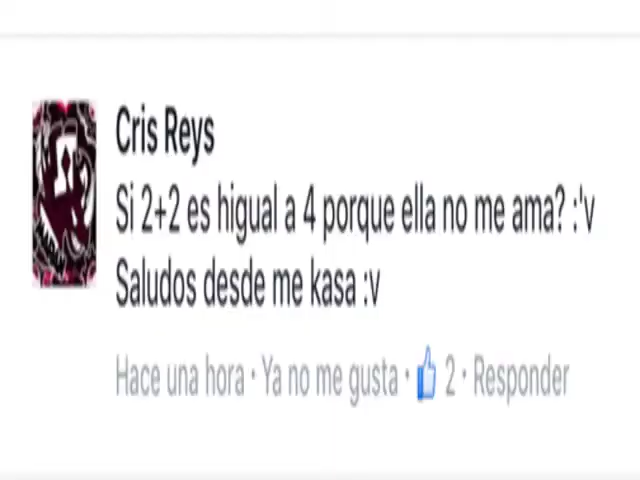 Cris Reys
Si 2+2 es higual a 4 porque ella no me ama? :'v
Saludos desde me kasa :v
Hace una hora · Ya no me gusta · 2 · Responder